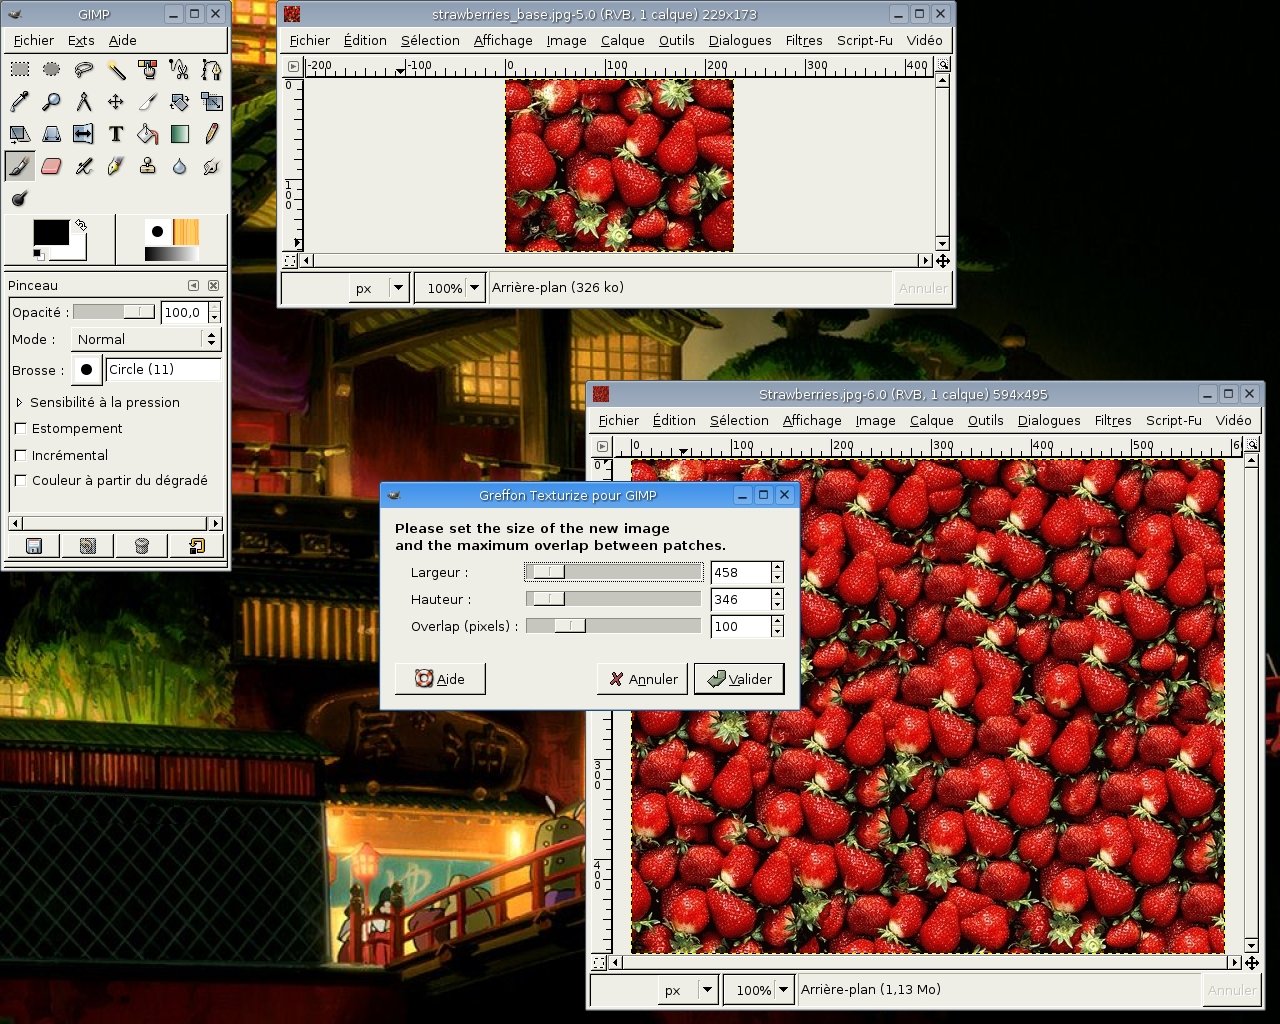 GIMP
Fichier Exts Aide
Pinceau
Opacité : 100,0
Mode : Normal
Brosse : Circle (11)
Sensibilité à la pression
Estompement
Incrémental
Couleur à partir du dégradé
strawberries_base.jpg-5.0 (RVB, 1 calque) 229x173
Fichier Édition Sélection Affichage Image Calque Outils Dialogues Filtres Script-Fu Vidéo
-200 -100 0 100 200 300 400
0
100
px 100% Arrière-plan (326 ko) Annuler
Strawberries.jpg-6.0 (RVB, 1 calque) 594x495
Fichier Édition Sélection Affichage Image Calque Outils Dialogues Filtres Script-Fu Vidéo
0 100 200 300 400 500
0
300
400
px 100% Arrière-plan (1,13 Mo) Annuler
Greffon Texturize pour GIMP
Please set the size of the new image
and the maximum overlap between patches.
Largeur : 458
Hauteur : 346
Overlap (pixels) : 100
Aide Annuler Valider
ゆ